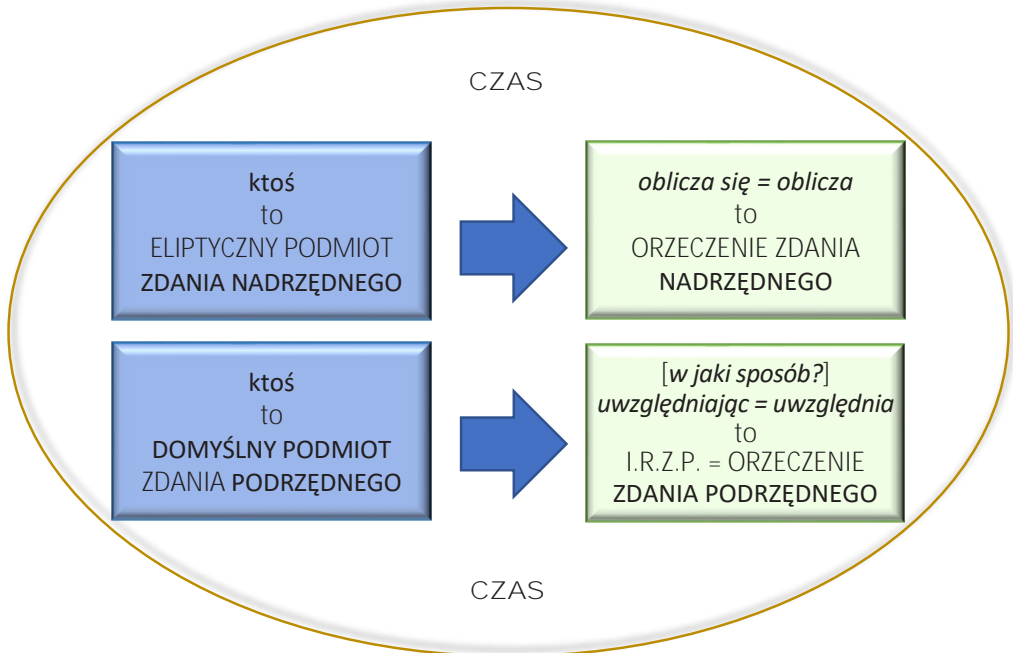 CZAS
ktoś
to
ELIPTYCZNY PODMIOT
ZDANIA NADRZĘDNEGO
oblicza się = oblicza
to
ORZECZENIE ZDANIA
NADRZĘDNEGO
ktoś
to
DOMYŚLNY PODMIOT
ZDANIA PODRZĘDNEGO
[w jaki sposób?]
uwzględniając = uwzględnia
to
I.R.Z.P. = ORZECZENIE
ZDANIA PODRZĘDNEGO
CZAS